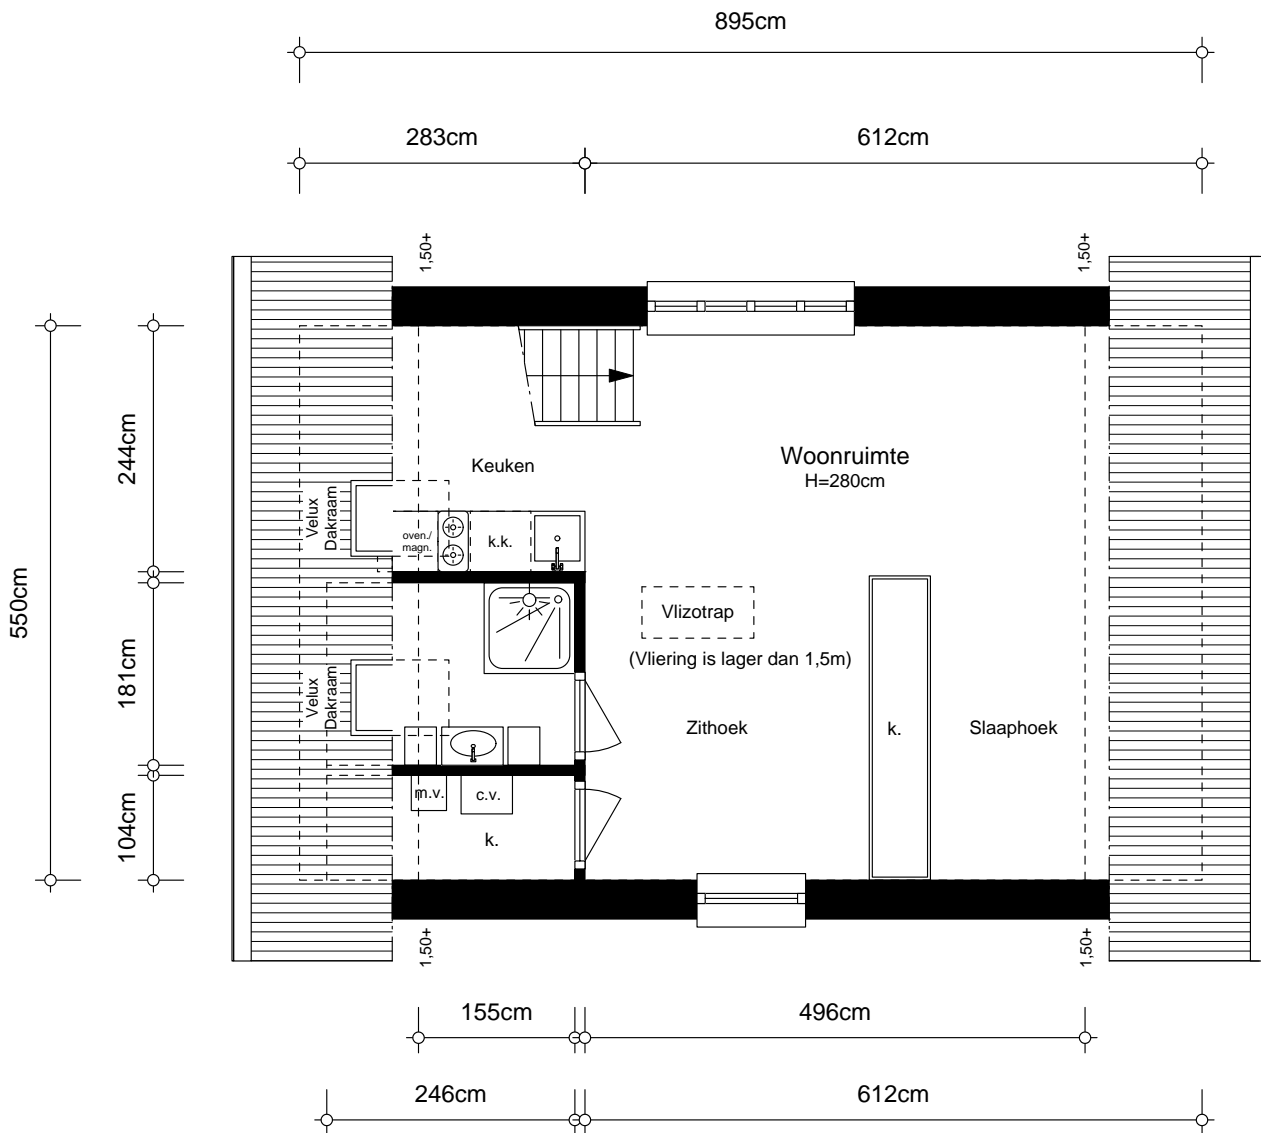 895cm
283cm
612cm
1,50+
1,50+
244cm
550cm
181cm
104cm
Keuken
Woonruimte
H=280cm
Velux
Dakraam
oven./
magn.
k.k.
Vlizotrap
(Vliering is lager dan 1,5m)
Velux
Dakraam
Zithoek
k.
Slaaphoek
m.v.
c.v.
k.
1,50+
1,50+
155cm
496cm
246cm
612cm